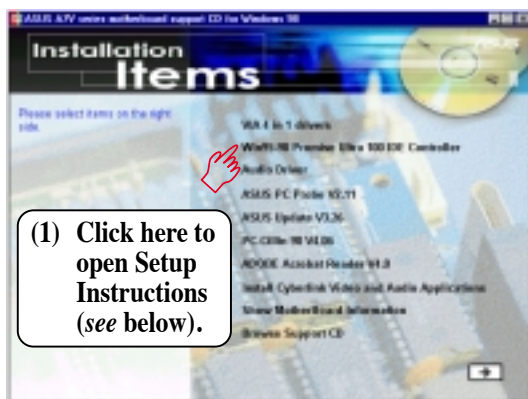 ASUS A7V series motherboard support CD for Windows 98
Installation
Items
Please select items on the right
side.
VIA 4 in 1 drivers
Win95-98 Promise Ultra 100 IDE Controller
Audio Driver
ASUS PC Probe V2.11
ASUS Update V3.26
PC-Cillin 98 V4.06
ADOBE Acrobat Reader V4.0
Install Cyberlink Video and Audio Applications
Show MotherBoard Information
Browse Support CD
(1) Click here to
open Setup
Instructions
(see below).